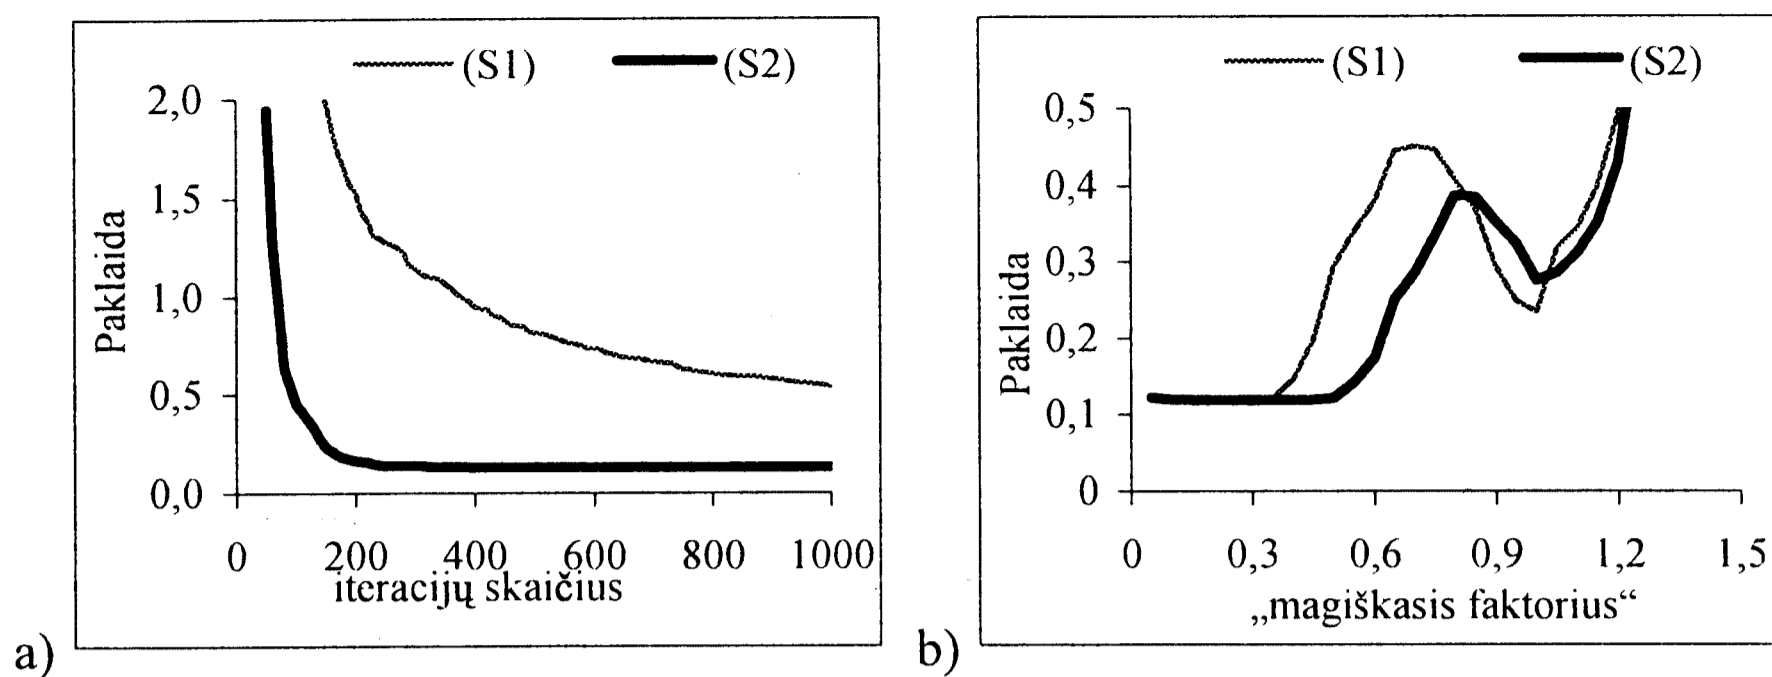 (S1) (S2)
2,0
1,5
1,0
0,5
0,0
Paklaida
0 200 400 600 800 1000
iteracijų skaičius
a)
(S1) (S2)
0,5
0,4
0,3
0,2
0,1
0
Paklaida
0 0,3 0,6 0,9 1,2 1,5
„magiškasis faktorius“
b)